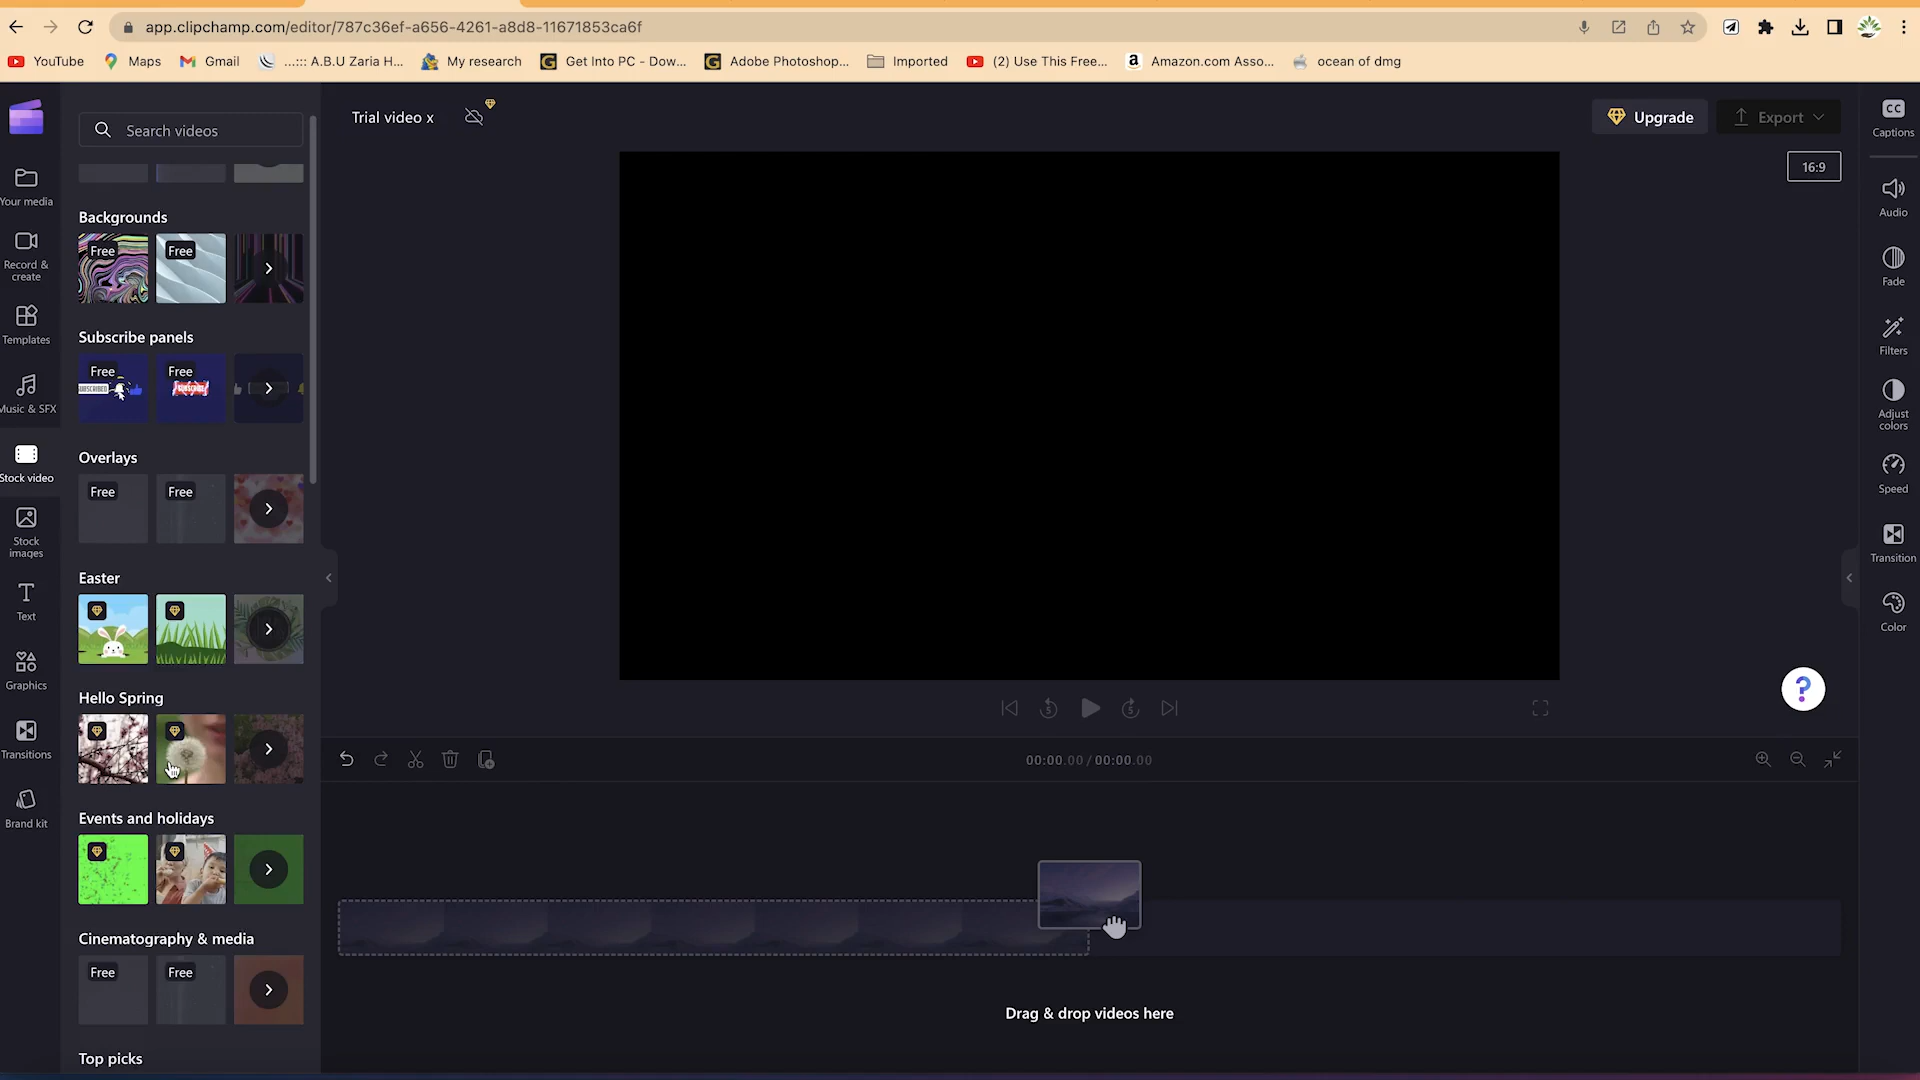 app.clipchamp.com/editor/787c36ef-a656-4261-a8d8-11671853ca6f
YouTube
Maps
Gmail
...::: A.B.U Zaria H...
My research
Get Into PC - Dow...
Adobe Photoshop...
Imported
(2) Use This Free...
Amazon.com Asso...
ocean of dmg
Search videos
Trial video x
Upgrade
Export
16:9
Your media
Record &
create
Templates
Music & SFX
Stock video
Stock
images
Text
Graphics
Transitions
Brand kit
Backgrounds
Free
Free
Subscribe panels
Free
Free
SUBSCRIBE
Overlays
Free
Free
Easter
Hello Spring
Events and holidays
Cinematography & media
Free
Free
Top picks
5
5
00:00.00 / 00:00.00
Drag & drop videos here
?
CC
Captions
Audio
Fade
Filters
Adjust
colors
Speed
Transition
Color